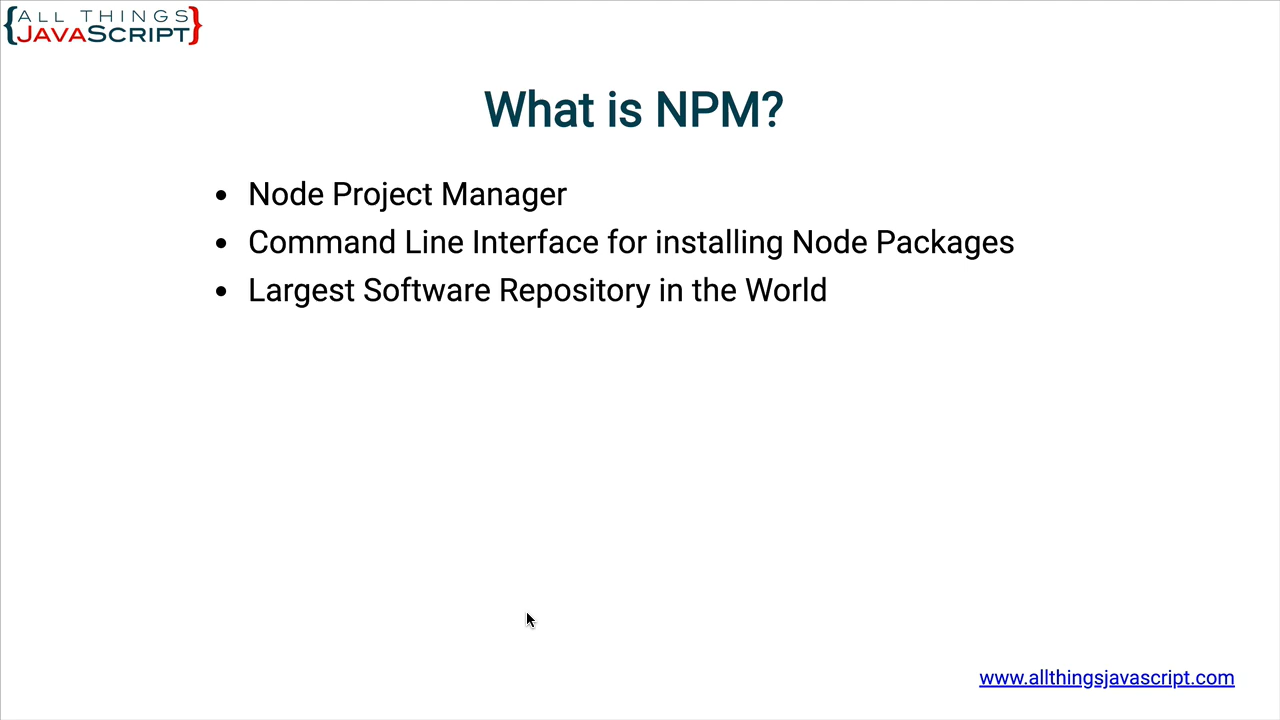 {ALL THINGS
JAVASCRIPT}
What is NPM?
• Node Project Manager
• Command Line Interface for installing Node Packages
• Largest Software Repository in the World
www.allthingsjavascript.com